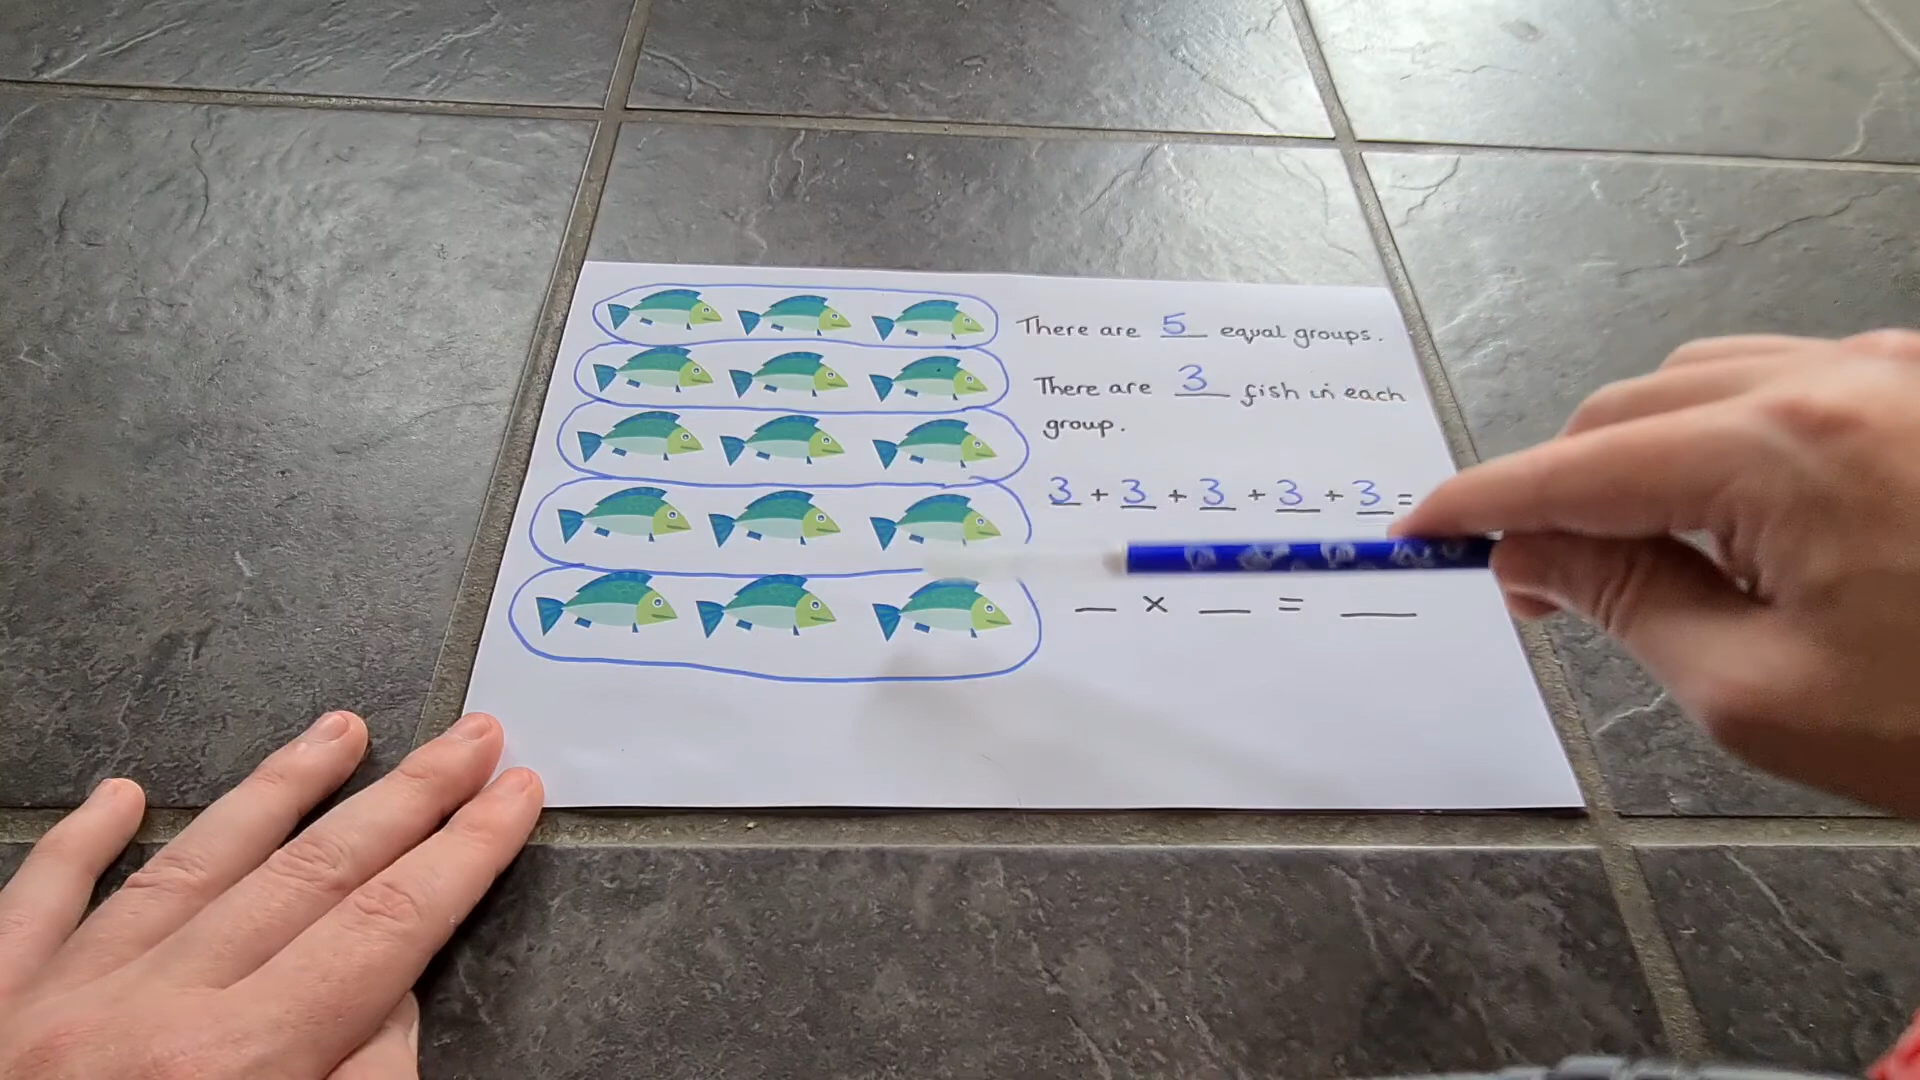 There are 5 equal groups.
There are 3 fish in each
group.
3 + 3 + 3 + 3 + 3 =
_ × _ = _